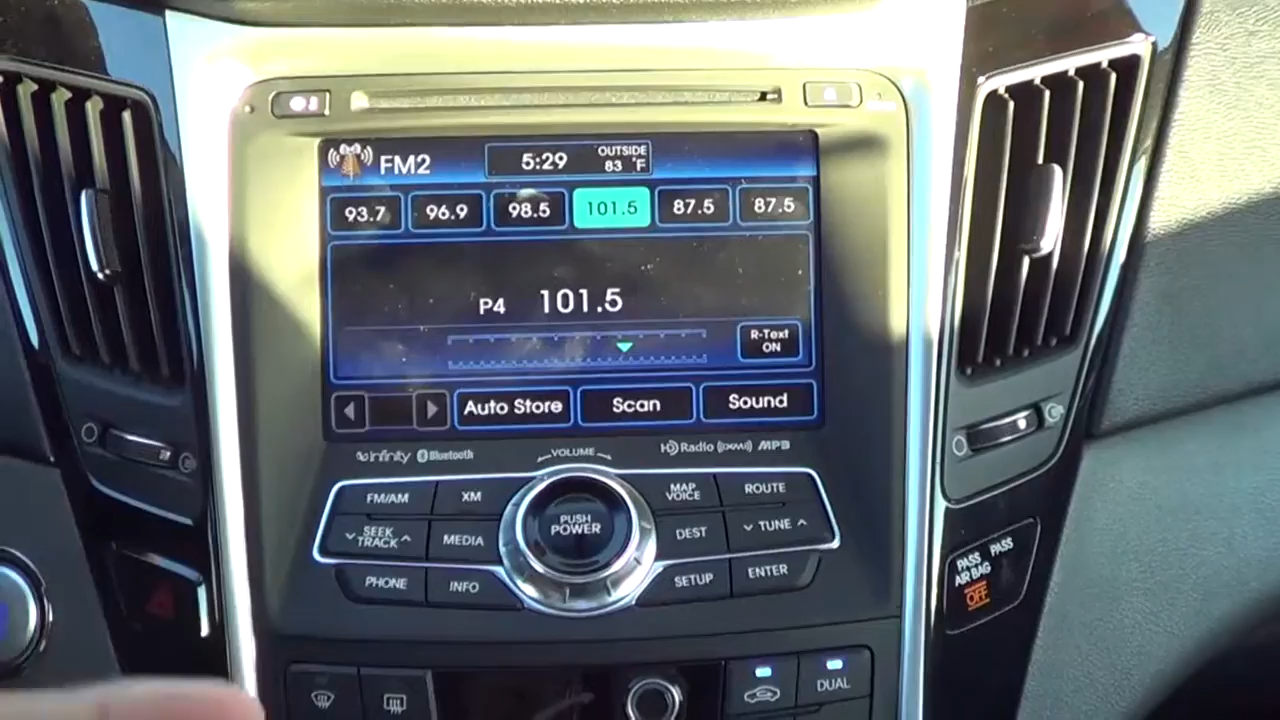 FM2
5:29
OUTSIDE
83 °F
93.7
96.9
98.5
101.5
87.5
87.5
P4 101.5
R-Text
ON
Auto Store
Scan
Sound
infinity
Bluetooth
VOLUME
HD Radio
(XM)
MP3
FM/AM
XM
MAP
VOICE
ROUTE
SEEK
TRACK
MEDIA
PUSH
POWER
DEST
TUNE
PHONE
INFO
SETUP
ENTER
PASS
AIR BAG
PASS
OFF
DUAL